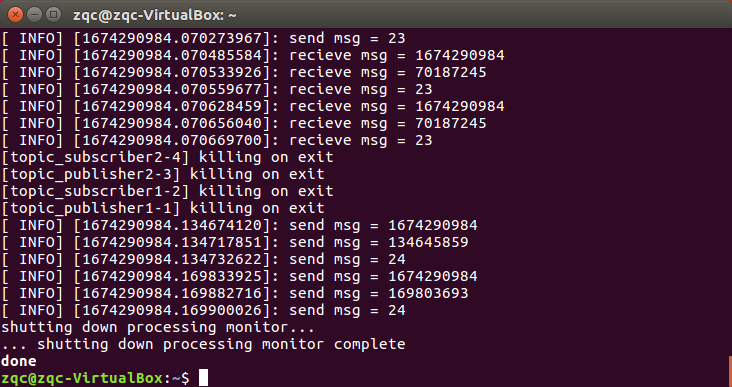 zqc@zqc-VirtualBox: ~
[ INFO] [1674290984.070273967]: send msg = 23
[ INFO] [1674290984.070485584]: recieve msg = 1674290984
[ INFO] [1674290984.070533926]: recieve msg = 70187245
[ INFO] [1674290984.070559677]: recieve msg = 23
[ INFO] [1674290984.070628459]: recieve msg = 1674290984
[ INFO] [1674290984.070656040]: recieve msg = 70187245
[ INFO] [1674290984.070669700]: recieve msg = 23
[topic_subscriber2-4] killing on exit
[topic_publisher2-3] killing on exit
[topic_subscriber1-2] killing on exit
[topic_publisher1-1] killing on exit
[ INFO] [1674290984.134674120]: send msg = 1674290984
[ INFO] [1674290984.134717851]: send msg = 134645859
[ INFO] [1674290984.134732622]: send msg = 24
[ INFO] [1674290984.169833925]: send msg = 1674290984
[ INFO] [1674290984.169882716]: send msg = 169803693
[ INFO] [1674290984.169900026]: send msg = 24
shutting down processing monitor...
... shutting down processing monitor complete
done
zqc@zqc-VirtualBox:~$